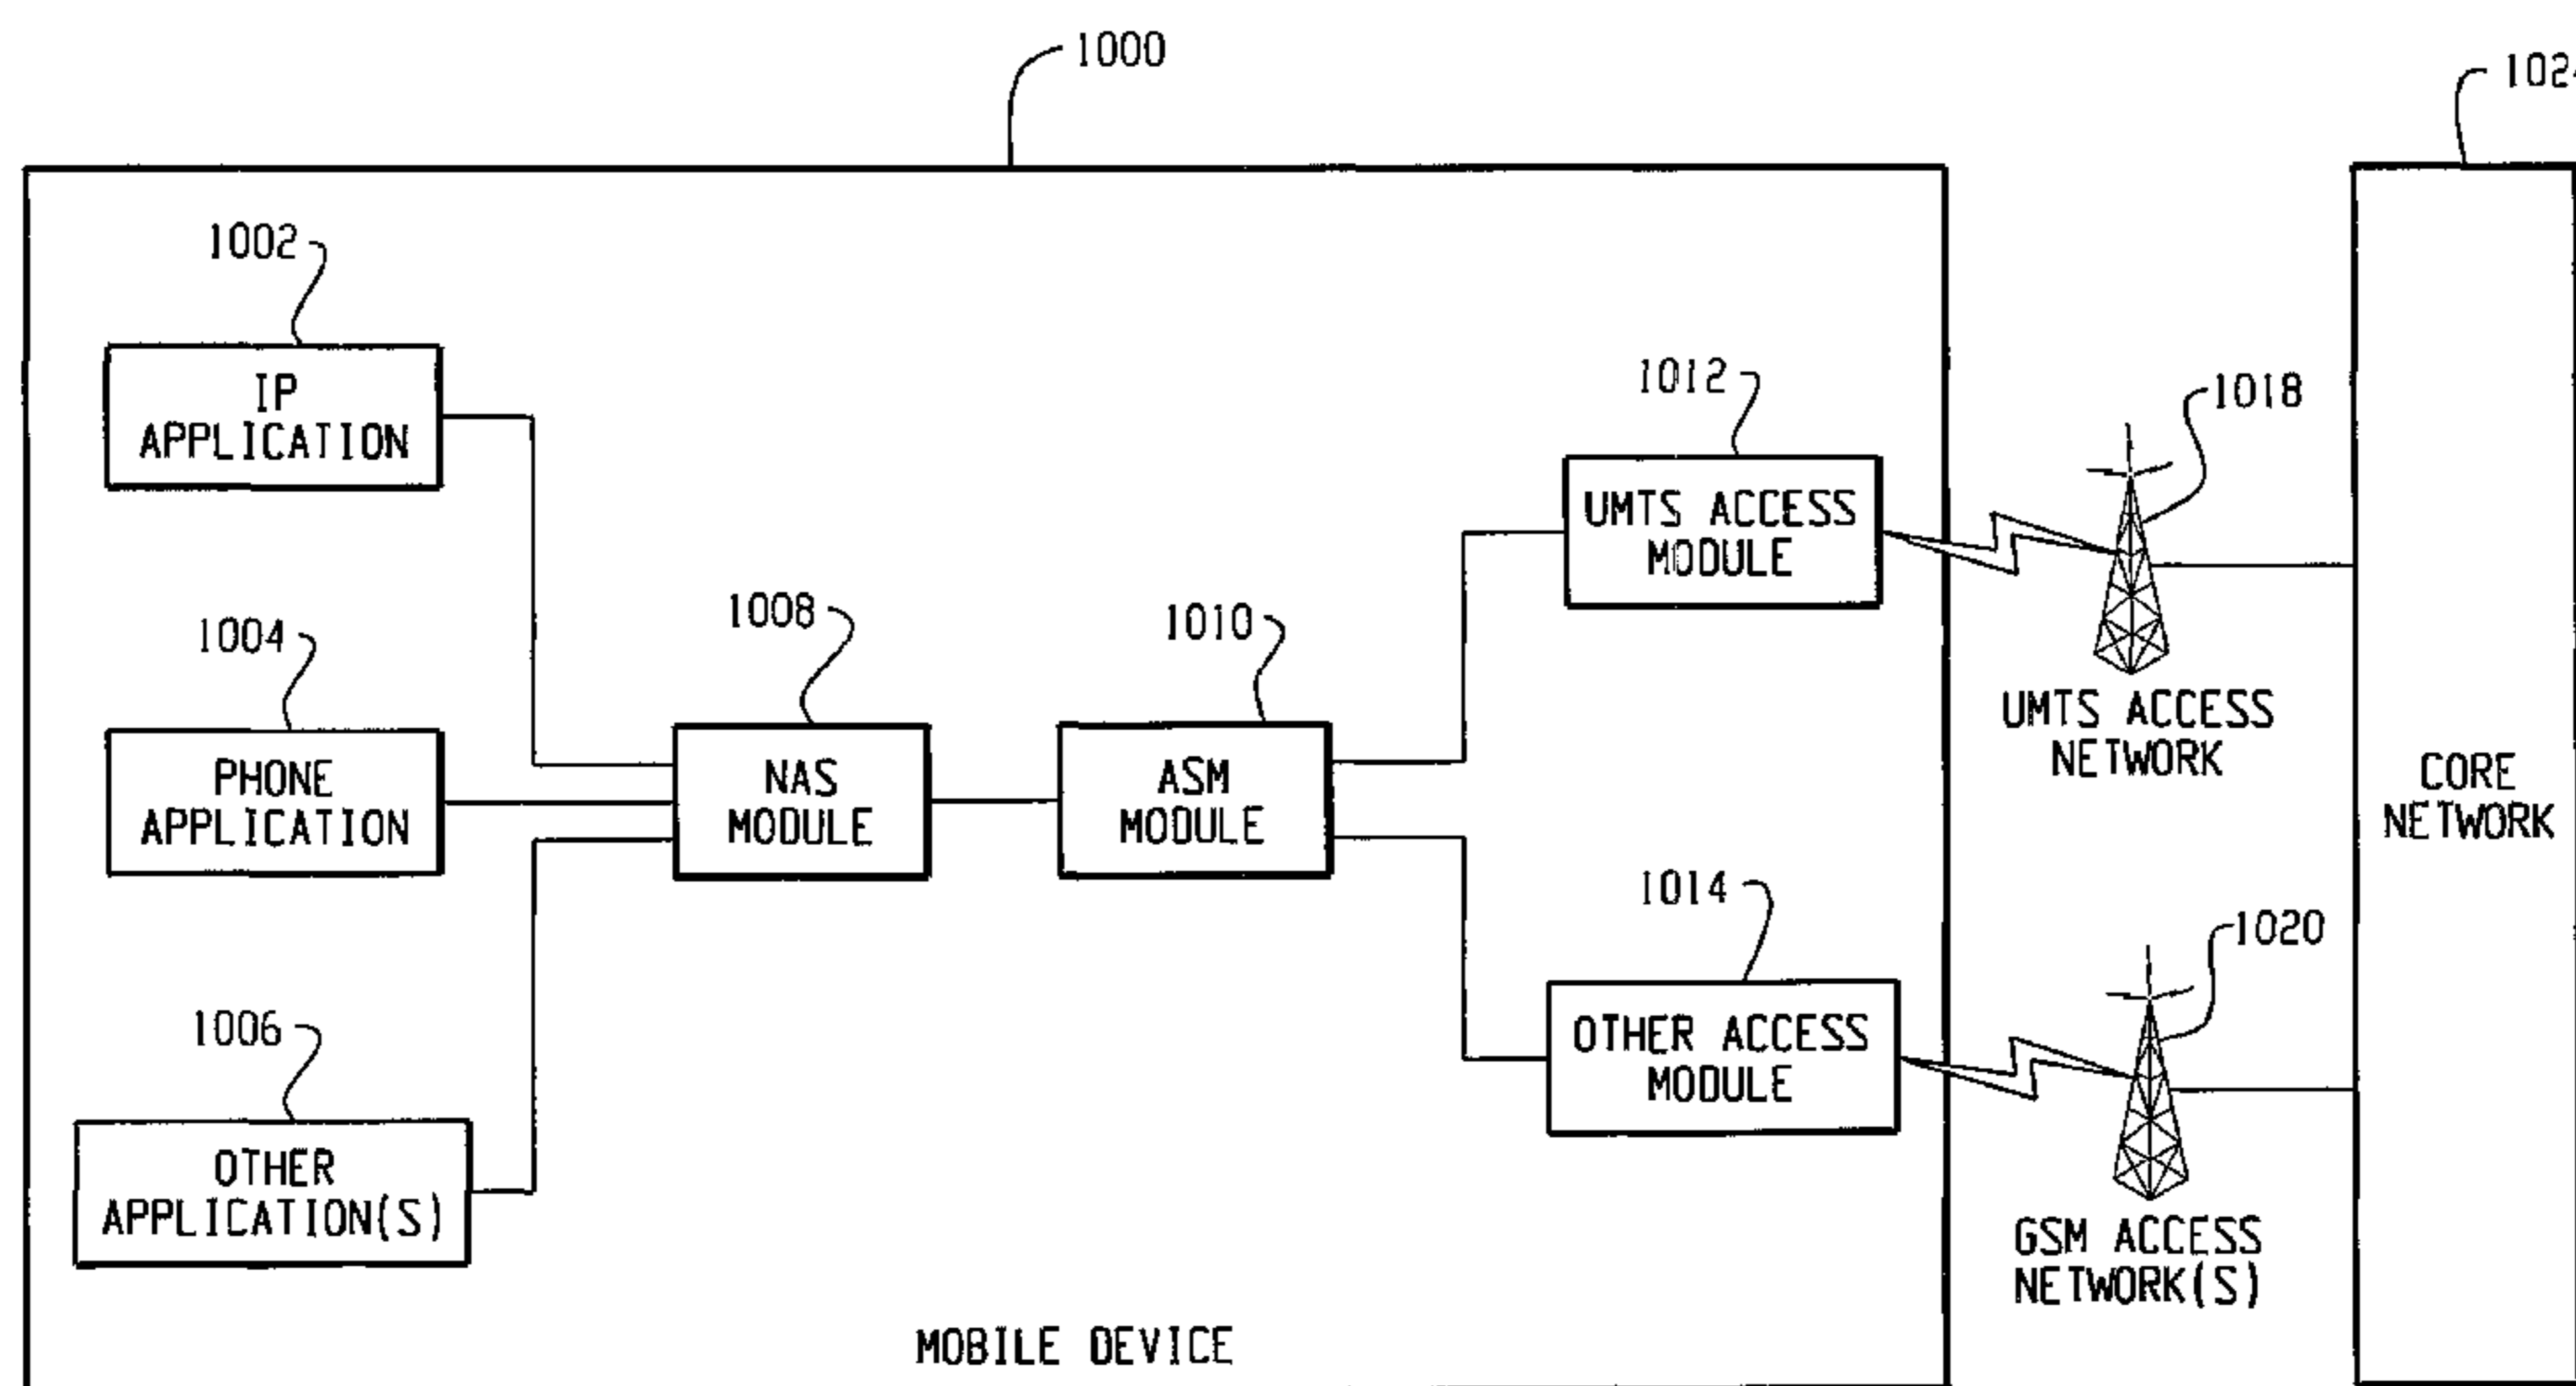 1000
1024
1002
IP
APPLICATION
1012
1018
UMTS ACCESS
MODULE
1004
1008
1010
UMTS ACCESS
NETWORK
PHONE
APPLICATION
NAS
MODULE
ASM
MODULE
CORE
NETWORK
1014
1020
1006
OTHER ACCESS
MODULE
OTHER
APPLICATION(S)
GSM ACCESS
NETWORK(S)
MOBILE DEVICE